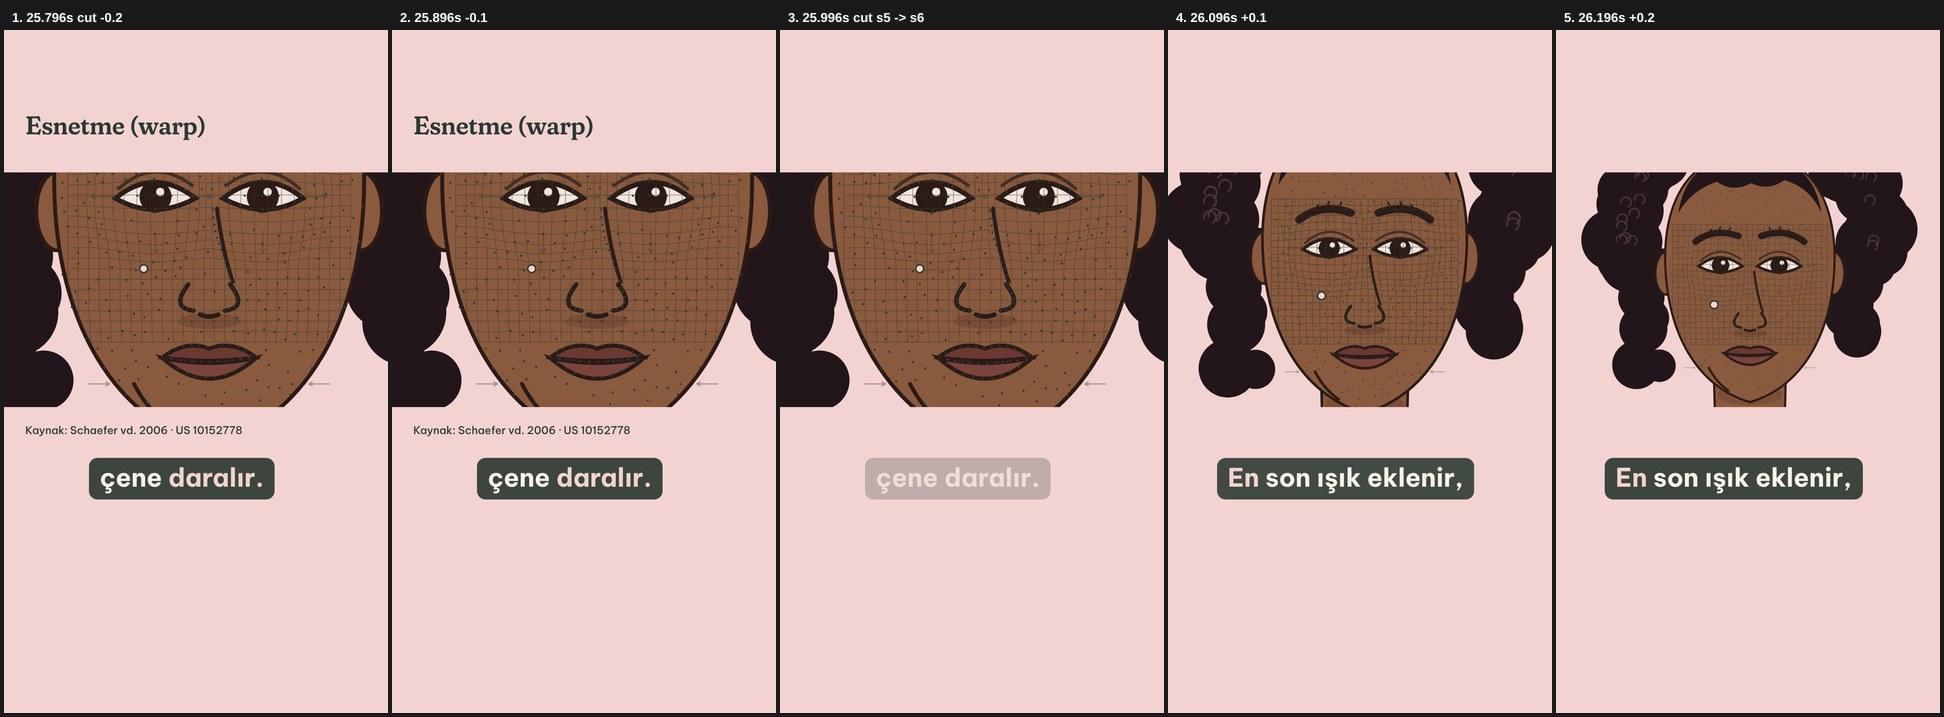 1. 25.796s cut -0.2
2. 25.896s -0.1
3. 25.996s cut s5 -> s6
4. 26.096s +0.1
5. 26.196s +0.2
Esnetme (warp)
Kaynak: Schaefer vd. 2006 · US 10152778
çene daralır.
Esnetme (warp)
Kaynak: Schaefer vd. 2006 · US 10152778
çene daralır.
çene daralır.
En son ışık eklenir,
En son ışık eklenir,